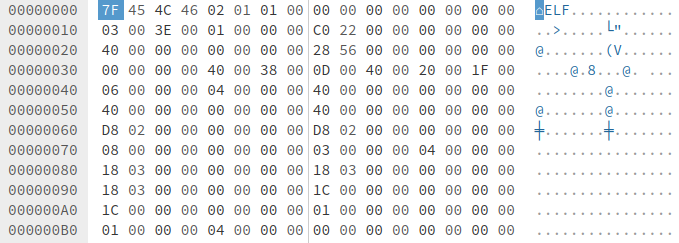 00000000 7F 45 4C 46 02 01 01 00 00 00 00 00 00 00 00 00 ⌂ELF............
00000010 03 00 3E 00 01 00 00 00 C0 22 00 00 00 00 00 00 ..>.....└"......
00000020 40 00 00 00 00 00 00 00 28 56 00 00 00 00 00 00 @.......(V......
00000030 00 00 00 00 40 00 38 00 0D 00 40 00 20 00 1F 00 ....@.8...@. ...
00000040 06 00 00 00 04 00 00 00 40 00 00 00 00 00 00 00 ........@.......
00000050 40 00 00 00 00 00 00 00 40 00 00 00 00 00 00 00 @.......@.......
00000060 D8 02 00 00 00 00 00 00 D8 02 00 00 00 00 00 00 ╪.......╪.......
00000070 08 00 00 00 00 00 00 00 03 00 00 00 04 00 00 00 ................
00000080 18 03 00 00 00 00 00 00 18 03 00 00 00 00 00 00 ................
00000090 18 03 00 00 00 00 00 00 1C 00 00 00 00 00 00 00 ................
000000A0 1C 00 00 00 00 00 00 00 01 00 00 00 00 00 00 00 ................
000000B0 01 00 00 00 04 00 00 00 00 00 00 00 00 00 00 00 ................